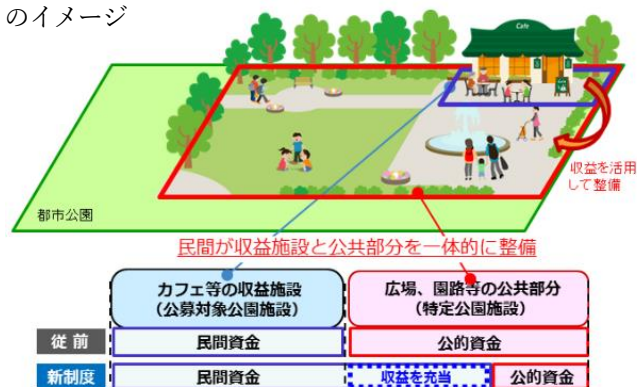 のイメージ
Cafe
収益を活用
して整備
都市公園
民間が収益施設と公共部分を一体的に整備
カフェ等の収益施設
(公募対象公園施設)
広場、園路等の公共部分
(特定公園施設)
従前
民間資金
公的資金
新制度
民間資金
収益を充当
公的資金